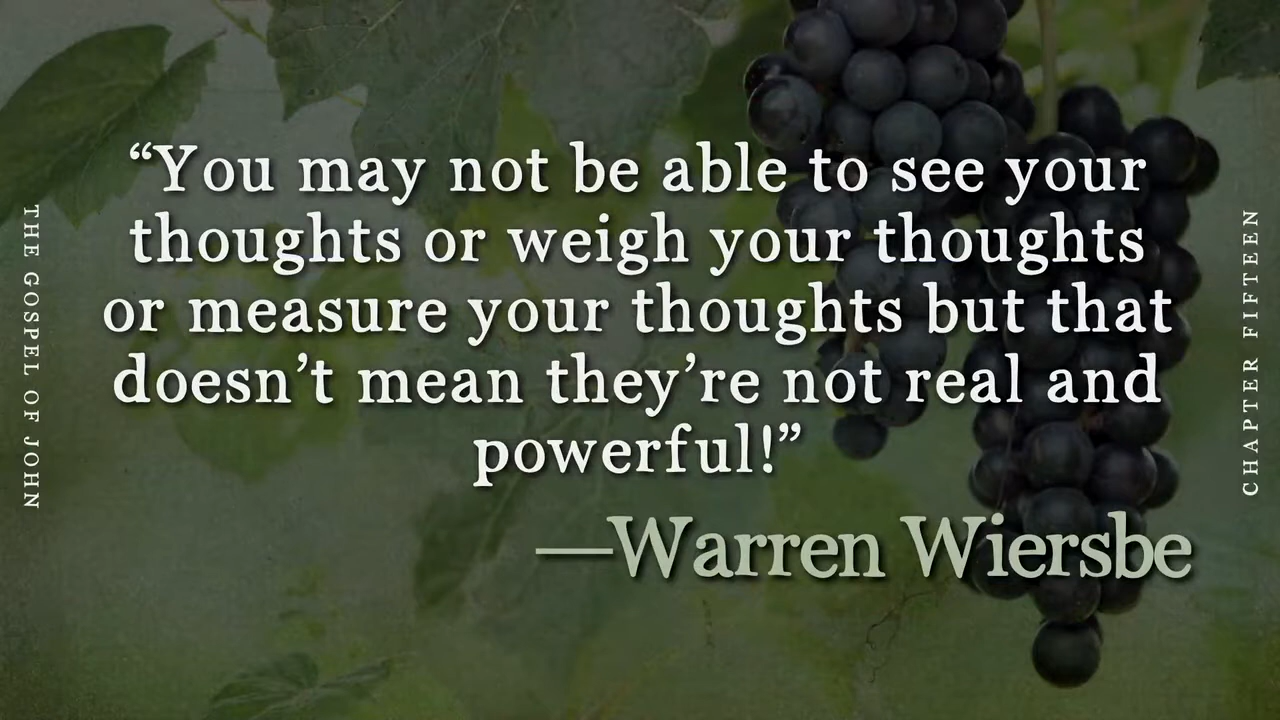 “You may not be able to see your
thoughts or weigh your thoughts
or measure your thoughts but that
doesn’t mean they’re not real and
powerful!”
—Warren Wiersbe
THE GOSPEL OF JOHN
CHAPTER FIFTEEN